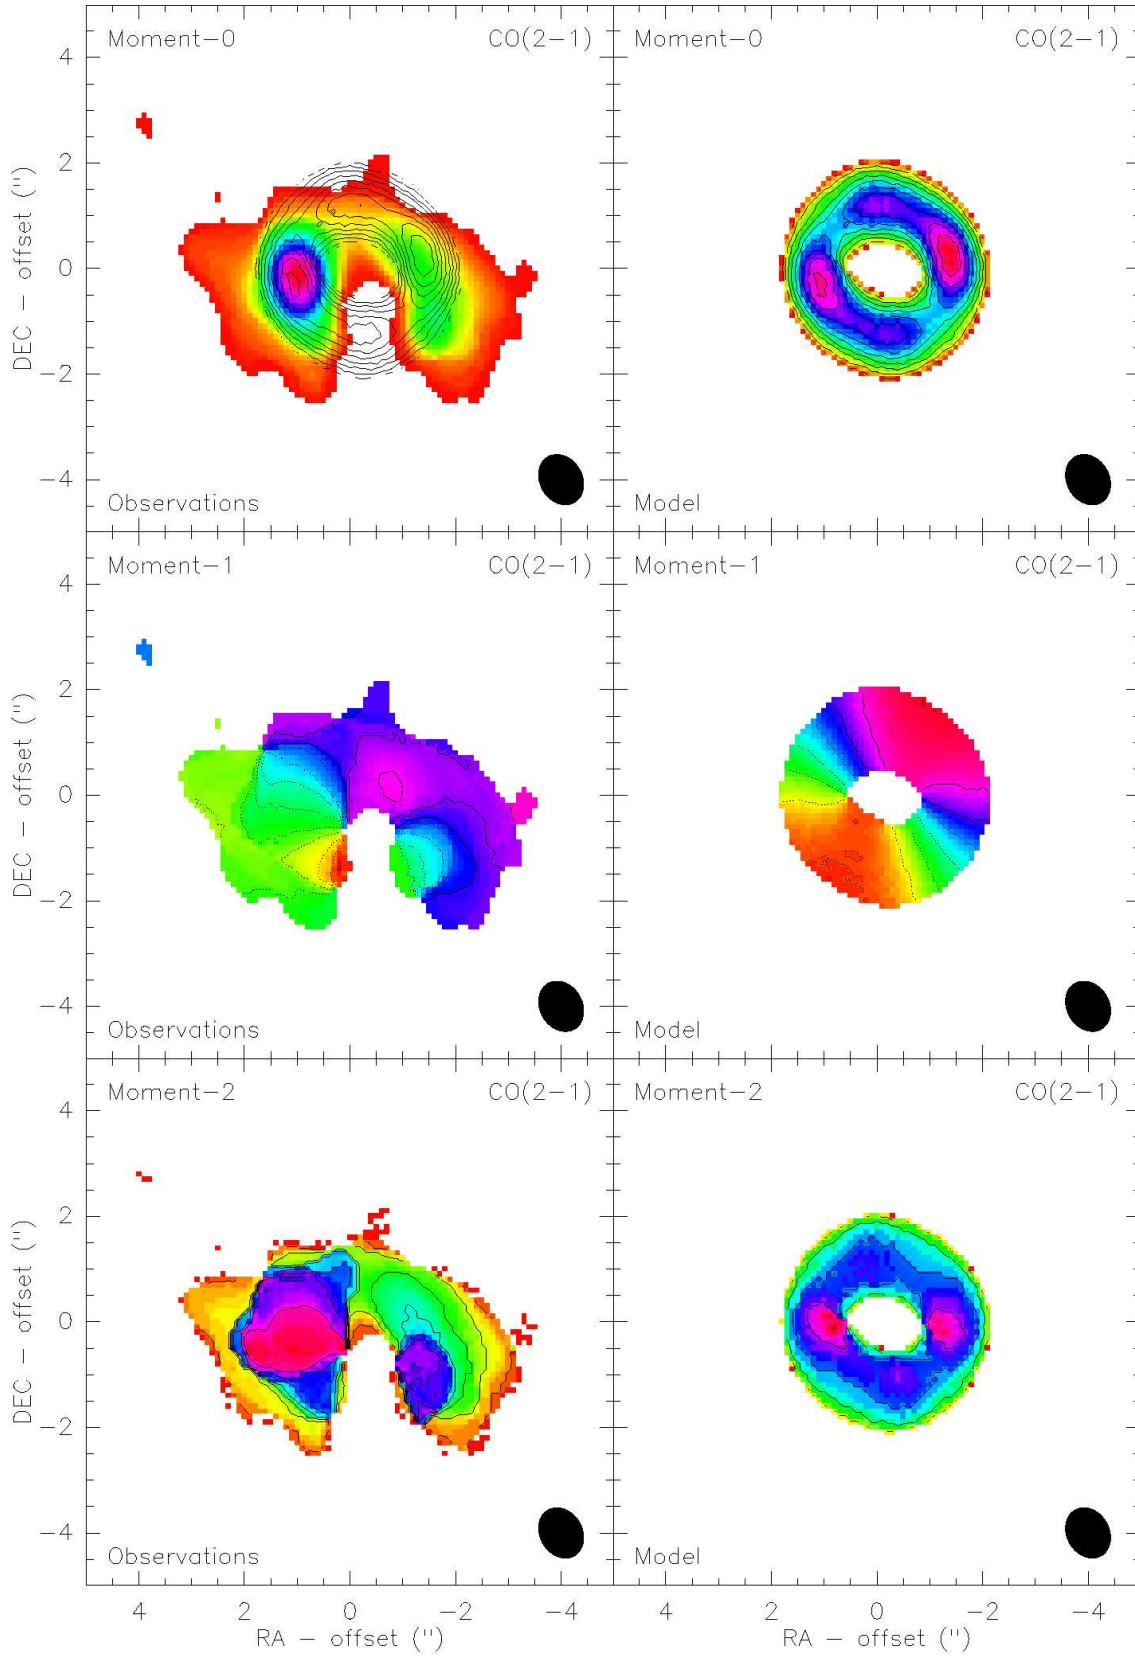 Moment-0 CO(2-1) Moment-0 CO(2-1)
4
2
0
-2
-4
DEC - offset (")
Observations Model
Moment-1 CO(2-1) Moment-1 CO(2-1)
4
2
0
-2
-4
DEC - offset (")
Observations Model
Moment-2 CO(2-1) Moment-2 CO(2-1)
4
2
0
-2
-4
DEC - offset (")
Observations Model
4 2 0 -2 -4 2 0 -2 -4
RA - offset (") RA - offset (")